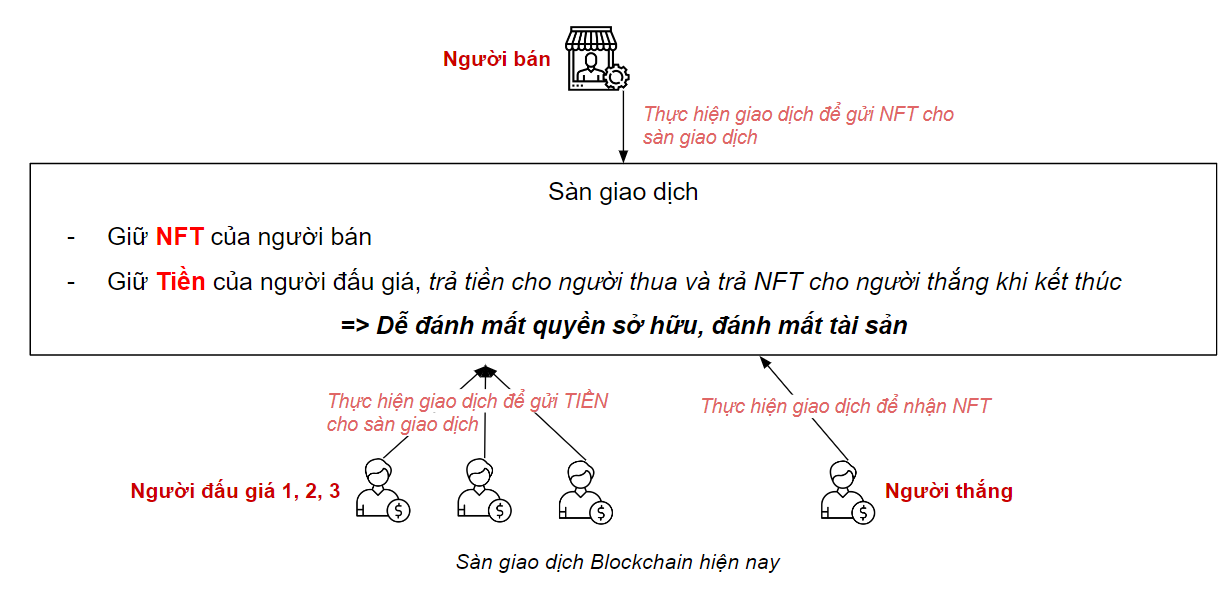 Người bán
Thực hiện giao dịch để gửi NFT cho
sàn giao dịch
Sàn giao dịch
- Giữ NFT của người bán
- Giữ Tiền của người đấu giá, trả tiền cho người thua và trả NFT cho người thắng khi kết thúc
=> Dễ đánh mất quyền sở hữu, đánh mất tài sản
Thực hiện giao dịch để gửi TIỀN
cho sàn giao dịch
Thực hiện giao dịch để nhận NFT
Người đấu giá 1, 2, 3
$
$
$
$
Người thắng
Sàn giao dịch Blockchain hiện nay